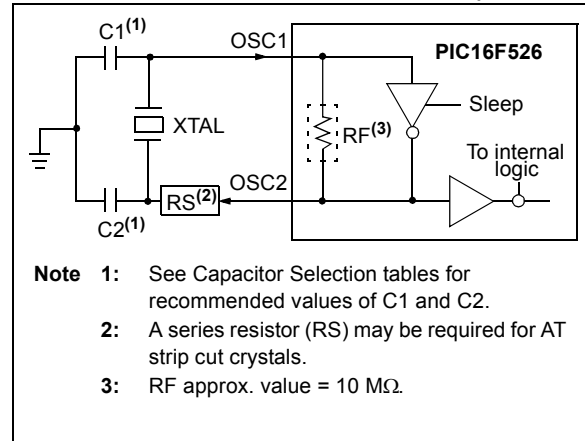 C1(1)
OSC1
PIC16F526
Sleep
XTAL
RF(3)
To internal
logic
OSC2
RS(2)
C2(1)
Note 1: See Capacitor Selection tables for
recommended values of C1 and C2.
2: A series resistor (RS) may be required for AT
strip cut crystals.
3: RF approx. value = 10 MΩ.